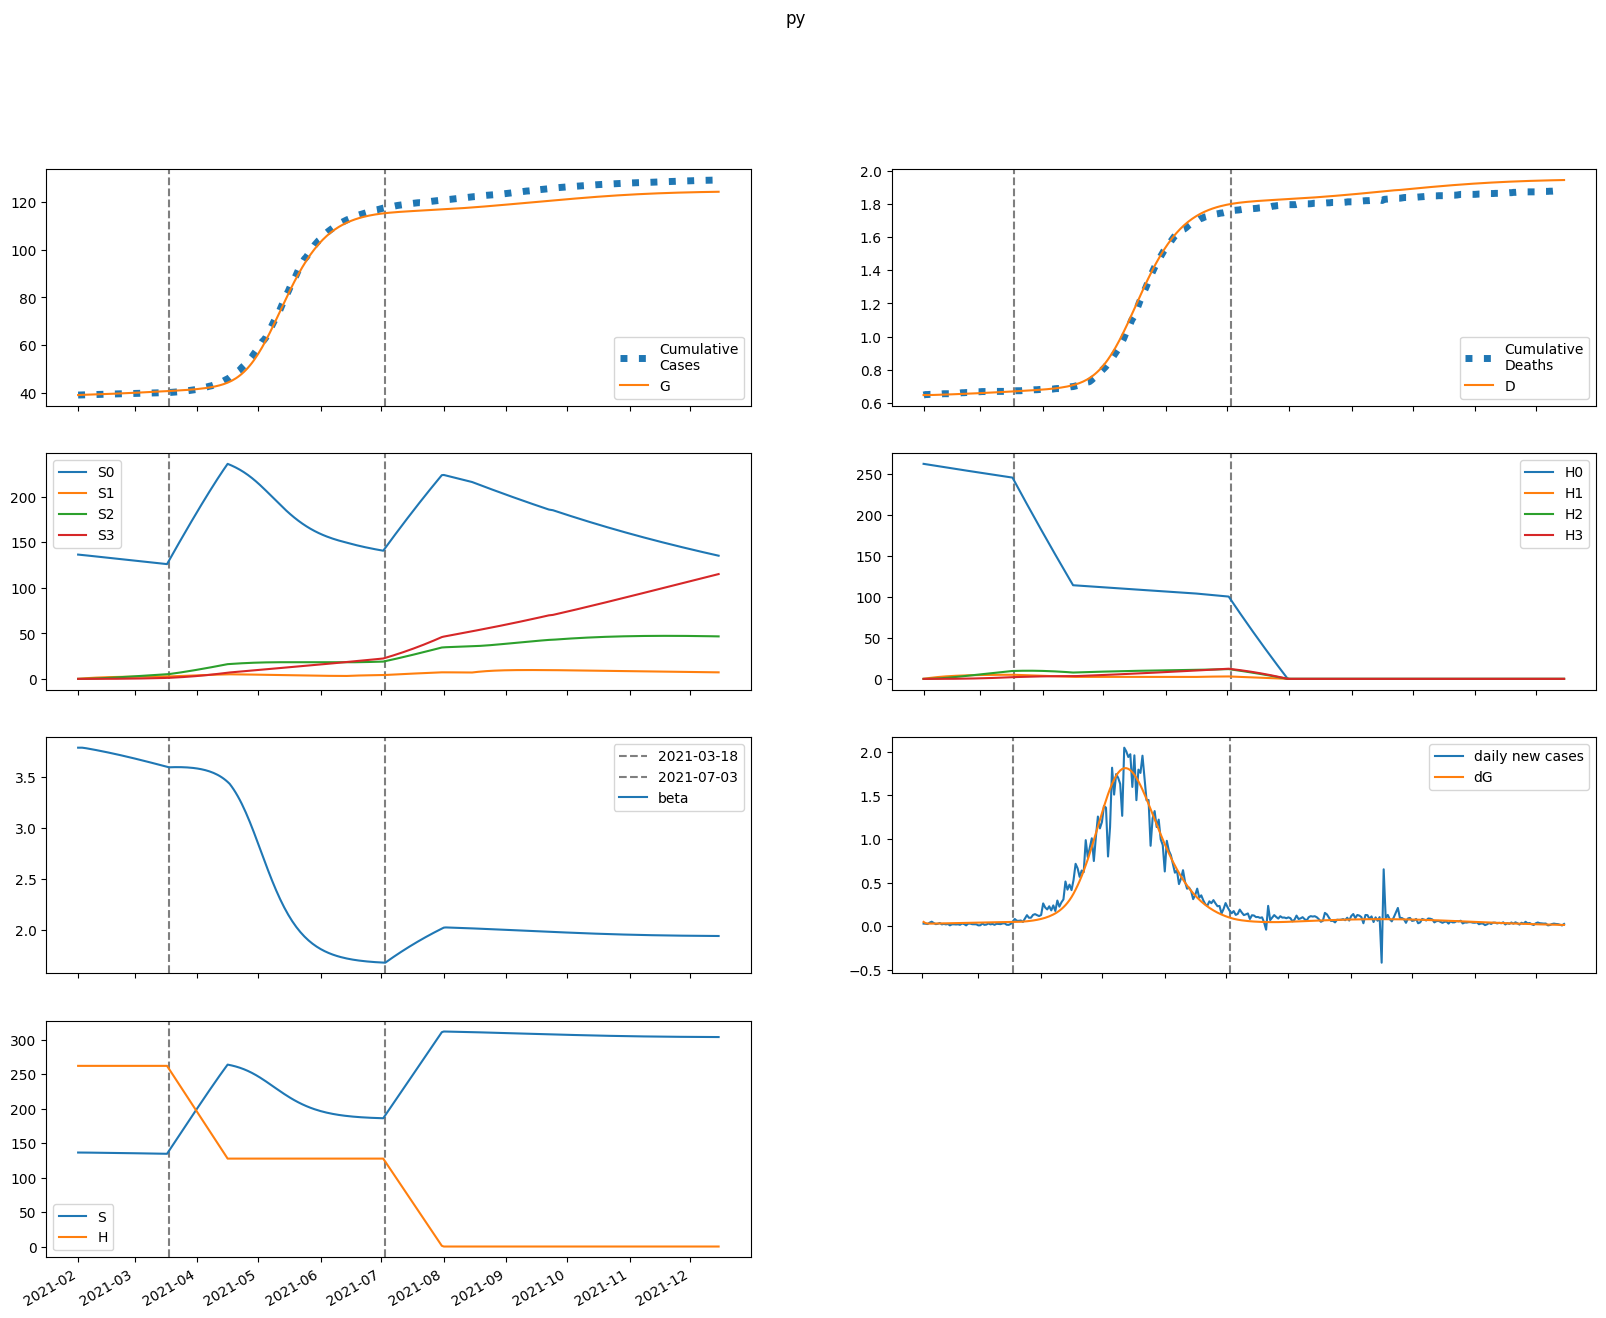 py
120
100
80
60
40
Cumulative
Cases
G
2.0
1.8
1.6
1.4
1.2
1.0
0.8
0.6
Cumulative
Deaths
D
200
150
100
50
0
S0
S1
S2
S3
250
200
150
100
50
0
H0
H1
H2
H3
3.5
3.0
2.5
2.0
2021-03-18
2021-07-03
beta
2.0
1.5
1.0
0.5
0.0
−0.5
daily new cases
dG
300
250
200
150
100
50
0
S
H
2021-02
2021-03
2021-04
2021-05
2021-06
2021-07
2021-08
2021-09
2021-10
2021-11
2021-12